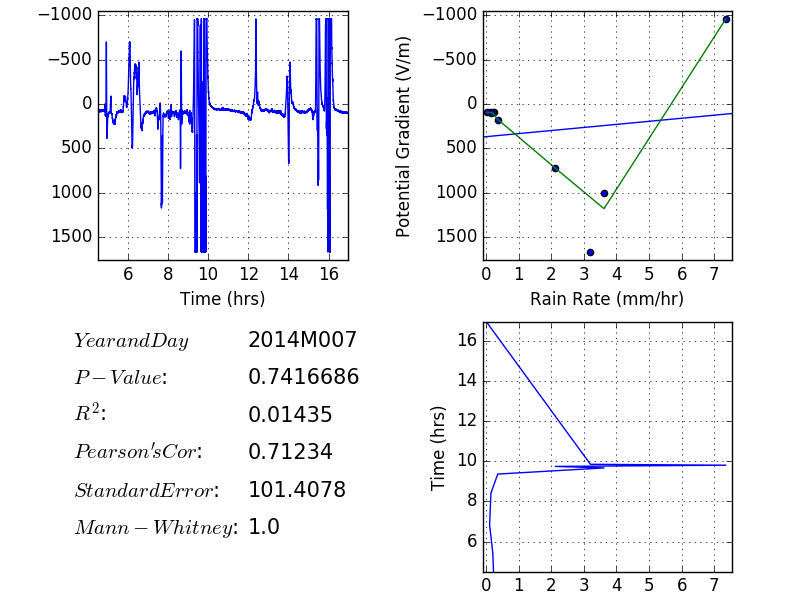 −1000
−500
0
500
1000
1500
6 8 10 12 14 16
Time (hrs)
−1000
−500
0
500
1000
1500
Potential Gradient (V/m)
0 1 2 3 4 5 6 7
Rain Rate (mm/hr)
YearandDay 2014M007
P−Value: 0.7416686
R²: 0.01435
Pearson'sCor: 0.71234
StandardError: 101.4078
Mann−Whitney: 1.0
16
14
12
10
8
6
Time (hrs)
0 1 2 3 4 5 6 7